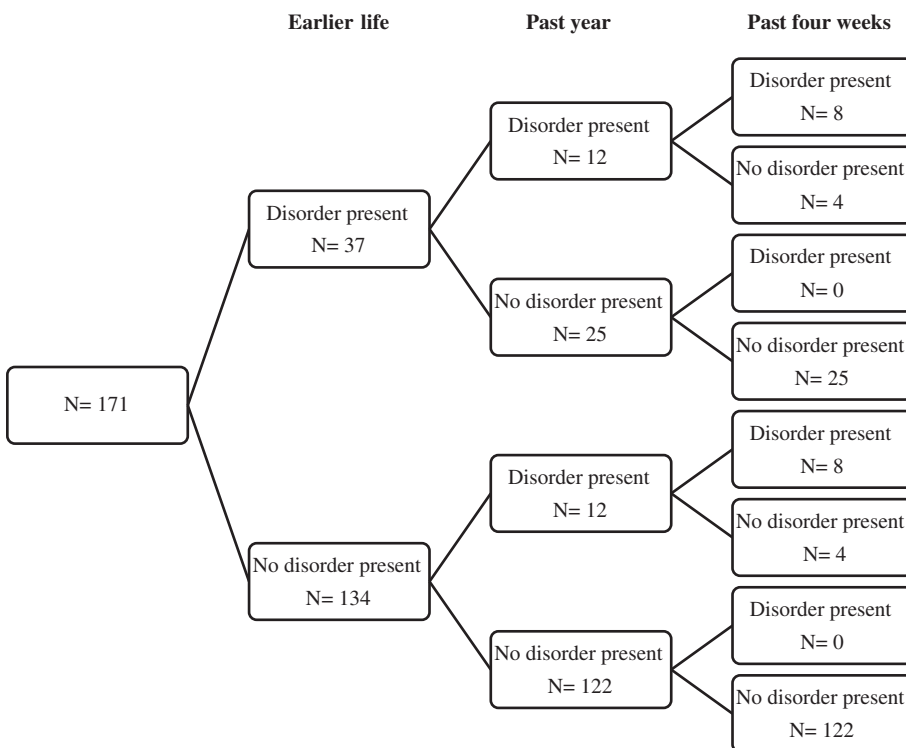 Earlier life
Past year
Past four weeks
Disorder present
N= 8
Disorder present
N= 12
No disorder present
N= 4
Disorder present
N= 37
Disorder present
N= 0
No disorder present
N= 25
No disorder present
N= 25
N= 171
Disorder present
N= 8
Disorder present
N= 12
No disorder present
N= 4
No disorder present
N= 134
Disorder present
N= 0
No disorder present
N= 122
No disorder present
N= 122